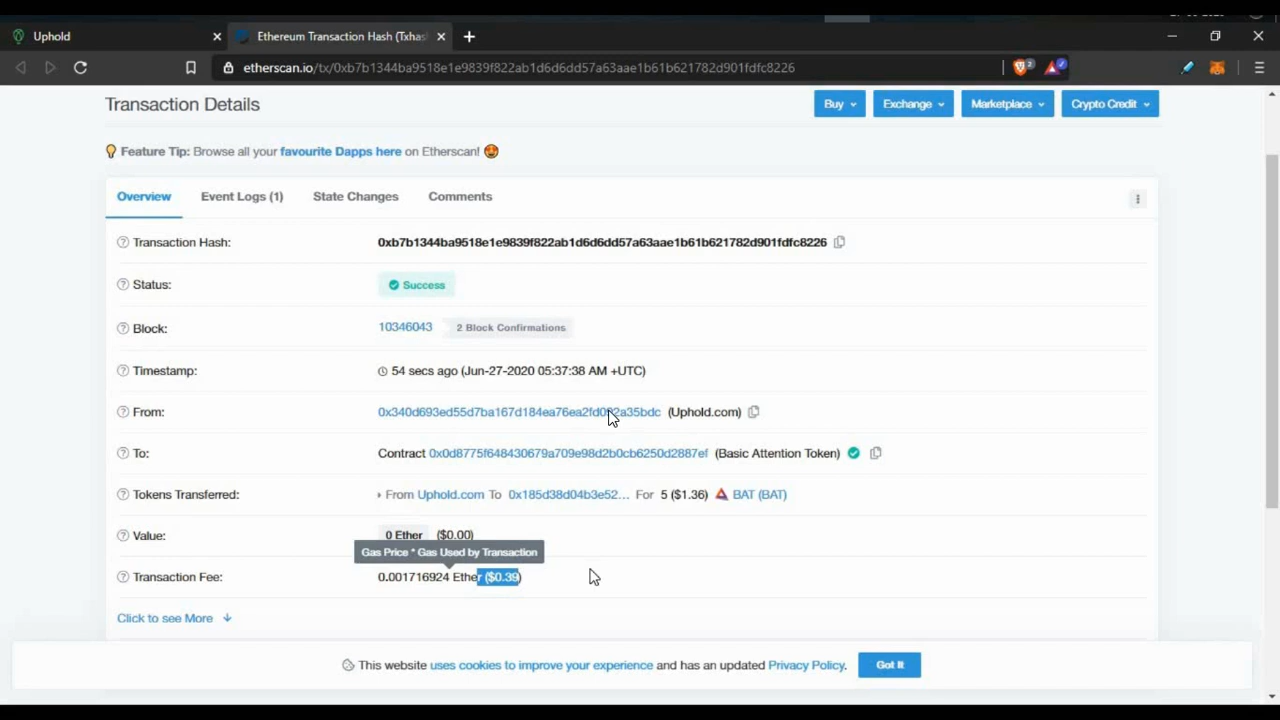 Uphold
Ethereum Transaction Hash (Txhas
etherscan.io/tx/0xb7b1344ba9518e1e9839f822ab1d6d6dd57a63aae1b61b621782d901fdfc8226
2
Transaction Details
Buy
Exchange
Marketplace
Crypto Credit
Feature Tip: Browse all your favourite Dapps here on Etherscan!
Overview
Event Logs (1)
State Changes
Comments
Transaction Hash: 0xb7b1344ba9518e1e9839f822ab1d6d6dd57a63aae1b61b621782d901fdfc8226
Status: Success
Block: 10346043 2 Block Confirmations
Timestamp: 54 secs ago (Jun-27-2020 05:37:38 AM +UTC)
From: (Uphold.com)
To: Contract 0x0d8775f648430679a709e98d2b0cb6250d2887ef (Basic Attention Token)
Tokens Transferred: From Uphold.com To 0x185d38d04b3e52... For 5 ($1.36) BAT (BAT)
Value: 0 Ether ($0.00)
Gas Price * Gas Used by Transaction
Transaction Fee: 0.001716924 Ether ($0.39)
Click to see More
This website uses cookies to improve your experience and has an updated Privacy Policy.
Got It